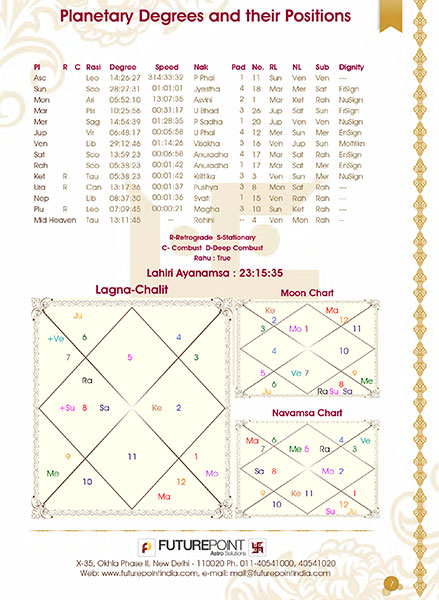 Planetary Degrees and their Positions
Pl R C Rasi Degree Speed Nak Pad No. RL NL Sub Dignity
Asc Leo 14:26:27 314:33:32 P Phal 1 11 Sun Ven Ven ---
Sun Sco 28:27:31 01:01:01 Jyestha 4 18 Mar Mer Sat FrSign
Mon Ari 05:52:10 13:07:35 Asvini 2 1 Mar Ket Rah NuSign
Mar Pis 10:25:56 00:31:17 U Bhad 3 26 Jup Sat Sun FrSign
Mer Sag 14:54:39 01:28:35 P Sadha 1 20 Jup Ven Ven NuSign
Jup Vir 06:48:17 00:05:58 U Phal 4 12 Mer Sun Mer EnSign
Ven Lib 29:12:46 01:14:26 Visakha 3 16 Ven Jup Sun Moltrikn
Sat Sco 13:59:23 00:06:58 Anuradha 4 17 Mar Sat Rah EnSign
Rah Sco 05:38:23 00:01:42 Anuradha 1 17 Mar Sat Mer EnSign
Ket R Tau 05:38:23 00:01:42 Krittika 3 3 Ven Sun Mer NuSign
Ura R Can 13:17:36 00:01:37 Pushya 3 8 Mon Sat Rah ---
Nep Lib 08:37:30 00:01:36 Svati 1 15 Ven Rah Rah ---
Plu R Leo 07:09:45 00:00:21 Magha 3 10 Sun Ket Rah ---
Mid Heaven Tau 13:11:45 -- Rohini -- 4 Ven Mon Rah ---
R-Retrograde S-Stationary
C- Combust D-Deep Combust
Rahu : True
Lahiri Ayanamsa : 23:15:35
Lagna-Chalit
Ju
+Ve 6 4
7 5 3
Ra
+Su 8 Sa Ke 2
9 11 1
Me 10 12 Mo
Ma
Moon Chart
Ke Ma
2 12
3 Mo 1 11
4 10
5 Ve 7 9 Me
6 8
Ju Ra Su Sa
Navamsa Chart
Ma Ju Ra Ve
6 4
7 Me 5 3
Sa 8 Mo 2
9 Ke 11 1
10 12
Su
FUTUREPOINT
Astro Solutions
X-35, Okhla Phase II, New Delhi - 110020 Ph. 011-40541000, 40541020
Web: www.futurepointindia.com, e-mail: mail@futurepointindia.com
7